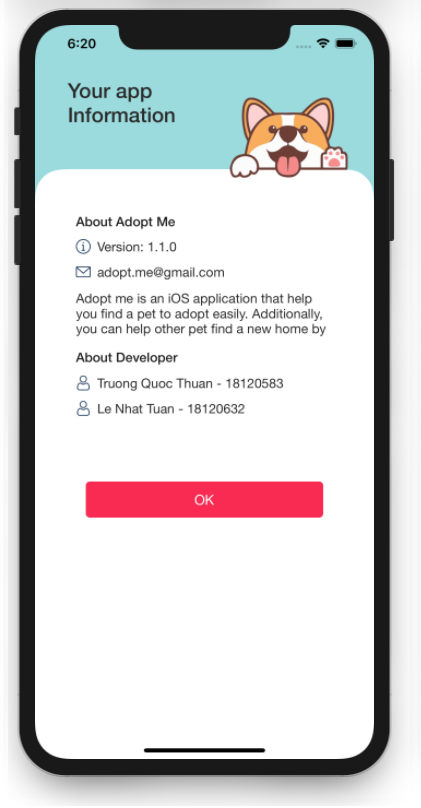 6:20
Your app
Information
About Adopt Me
Version: 1.1.0
adopt.me@gmail.com
Adopt me is an iOS application that help
you find a pet to adopt easily. Additionally,
you can help other pet find a new home by
About Developer
Truong Quoc Thuan - 18120583
Le Nhat Tuan - 18120632
OK